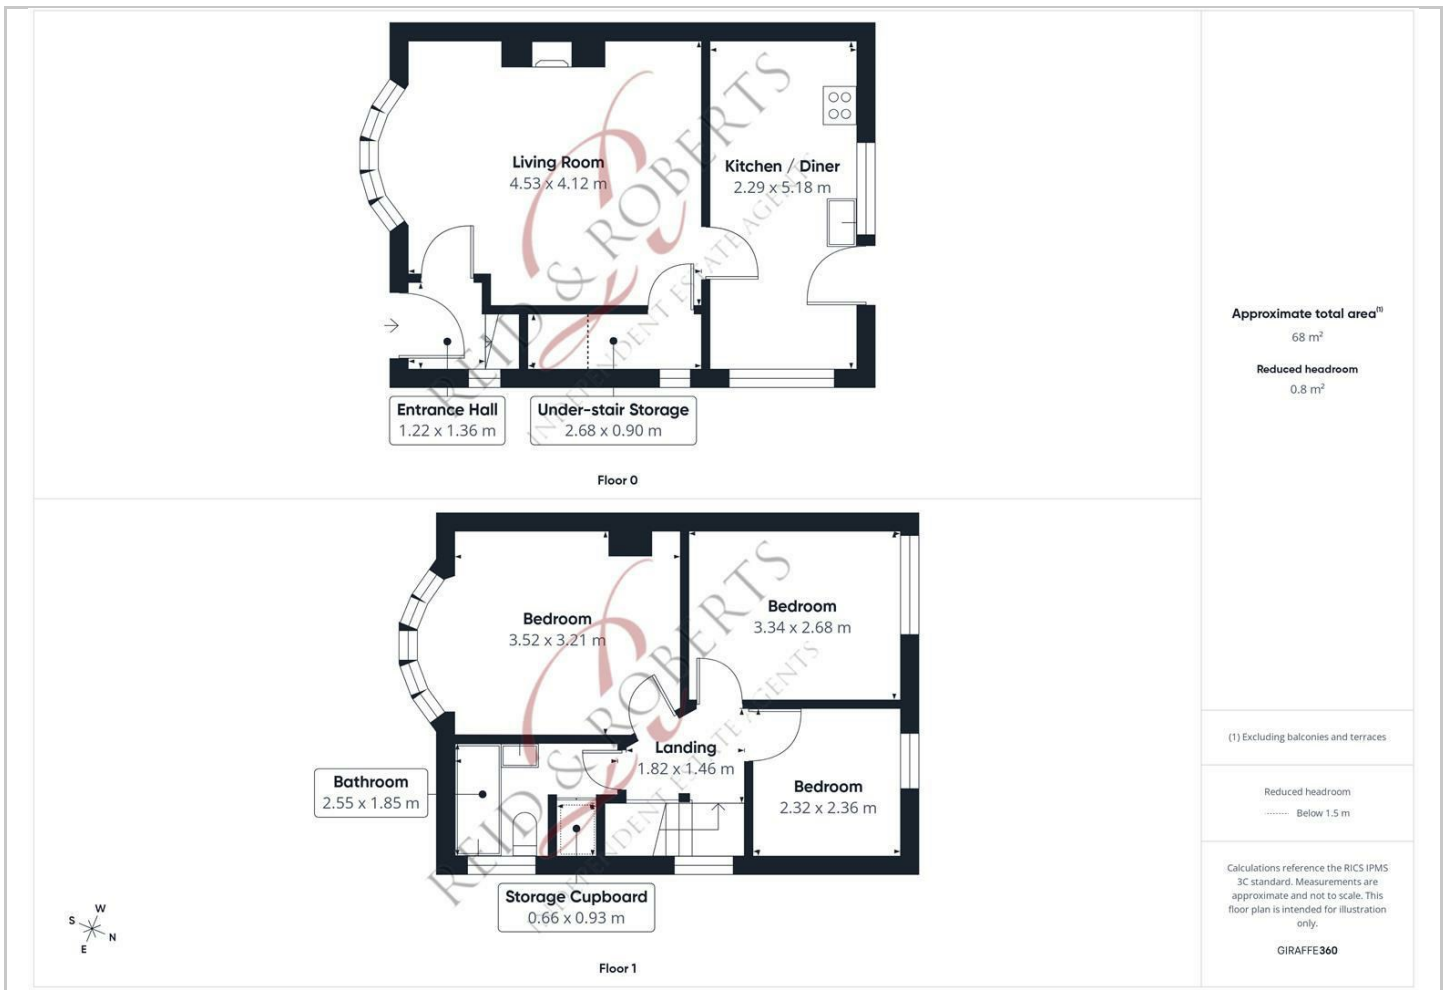 Living Room
4.53 x 4.12 m
Kitchen / Diner
2.29 x 5.18 m
Entrance Hall
1.22 x 1.36 m
Under-stair Storage
2.68 x 0.90 m
Floor 0
REID & ROBERTS
INDEPENDENT ESTATE AGENTS
Bedroom
3.52 x 3.21 m
Bedroom
3.34 x 2.68 m
Landing
1.82 x 1.46 m
Bathroom
2.55 x 1.85 m
Bedroom
2.32 x 2.36 m
Storage Cupboard
0.66 x 0.93 m
REID & ROBERTS
INDEPENDENT ESTATE AGENTS
W
S
N
E
Floor 1
Approximate total area(1)
68 m²
Reduced headroom
0.8 m²
(1) Excluding balconies and terraces
Reduced headroom
Below 1.5 m
Calculations reference the RICS IPMS
3C standard. Measurements are
approximate and not to scale. This
floor plan is intended for illustration
only.
GIRAFFE360